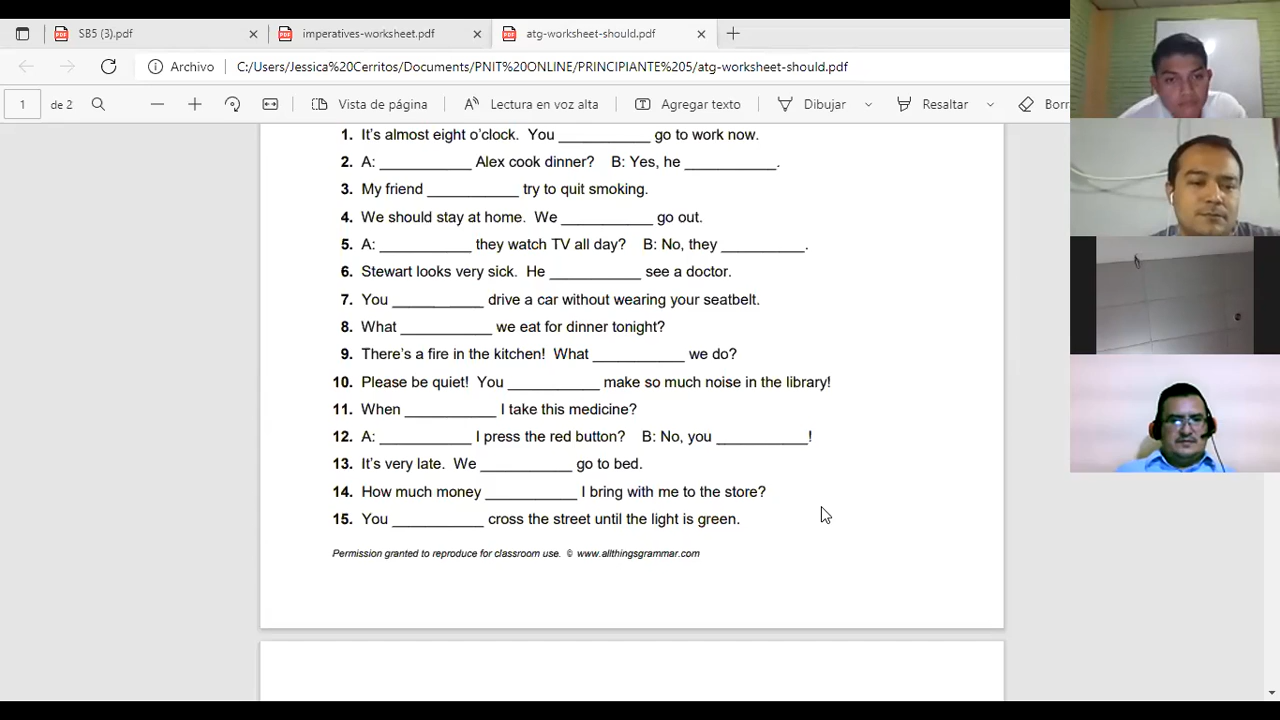 SB5 (3).pdf
imperatives-worksheet.pdf
atg-worksheet-should.pdf
Archivo C:/Users/Jessica%20Cerritos/Documents/PNIT%20ONLINE/PRINCIPIANTE%205/atg-worksheet-should.pdf
1 de 2 Vista de página Lectura en voz alta Agregar texto Dibujar Resaltar Borr
1. It's almost eight o'clock. You ___________ go to work now.
2. A: ___________ Alex cook dinner? B: Yes, he ___________.
3. My friend ___________ try to quit smoking.
4. We should stay at home. We ___________ go out.
5. A: ___________ they watch TV all day? B: No, they __________.
6. Stewart looks very sick. He ___________ see a doctor.
7. You ___________ drive a car without wearing your seatbelt.
8. What ___________ we eat for dinner tonight?
9. There's a fire in the kitchen! What ___________ we do?
10. Please be quiet! You ___________ make so much noise in the library!
11. When ___________ I take this medicine?
12. A: ___________ I press the red button? B: No, you ___________!
13. It's very late. We ___________ go to bed.
14. How much money ___________ I bring with me to the store?
15. You ___________ cross the street until the light is green.
Permission granted to reproduce for classroom use. © www.allthingsgrammar.com